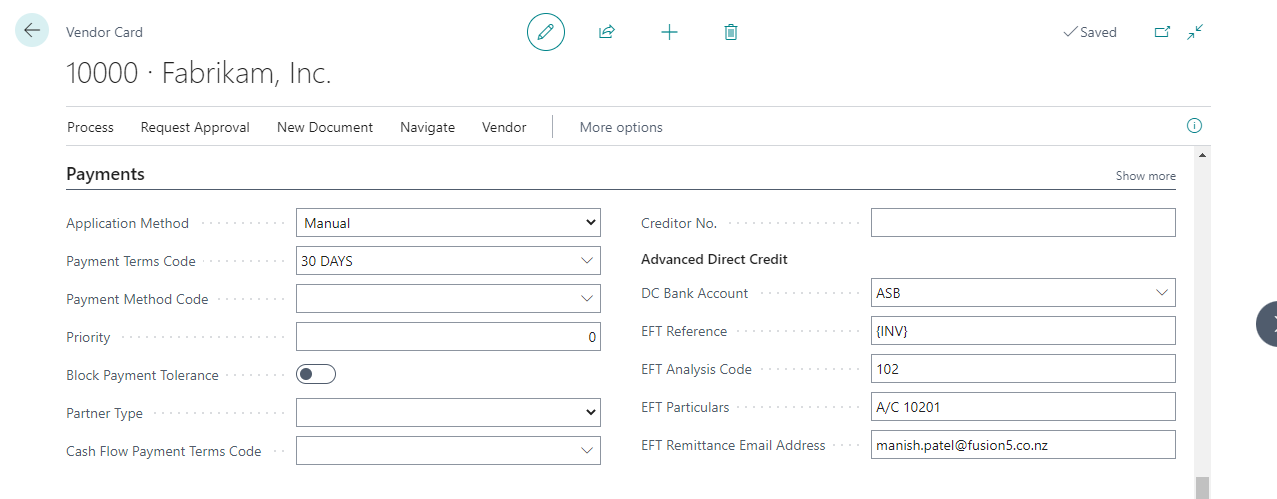 Vendor Card
Saved
10000 · Fabrikam, Inc.
Process Request Approval New Document Navigate Vendor More options
Payments
Show more
Application Method Manual
Payment Terms Code 30 DAYS
Payment Method Code
Priority 0
Block Payment Tolerance
Partner Type
Cash Flow Payment Terms Code
Creditor No.
Advanced Direct Credit
DC Bank Account ASB
EFT Reference {INV}
EFT Analysis Code 102
EFT Particulars A/C 10201
EFT Remittance Email Address manish.patel@fusion5.co.nz